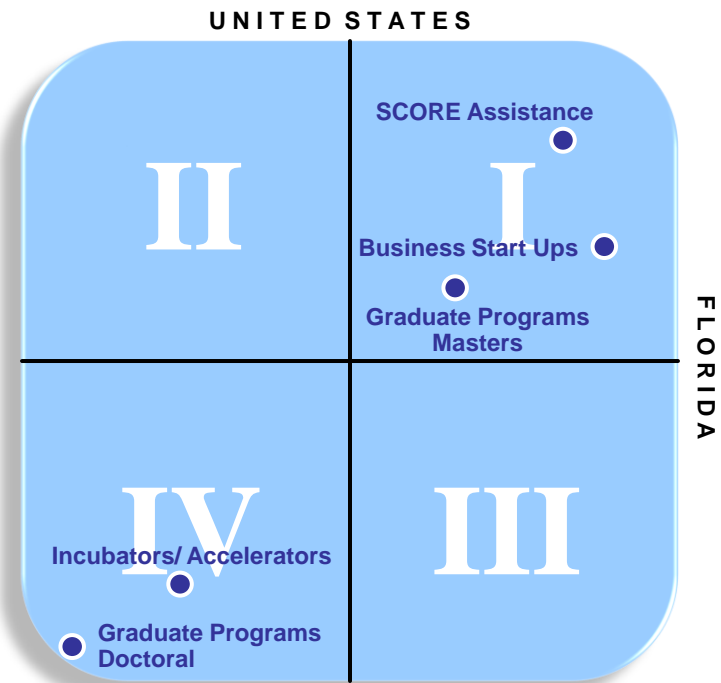 UNITED STATES
SCORE Assistance
II
I
Business Start Ups
Graduate Programs
Masters
FLORIDA
IV
III
Incubators/ Accelerators
Graduate Programs
Doctoral